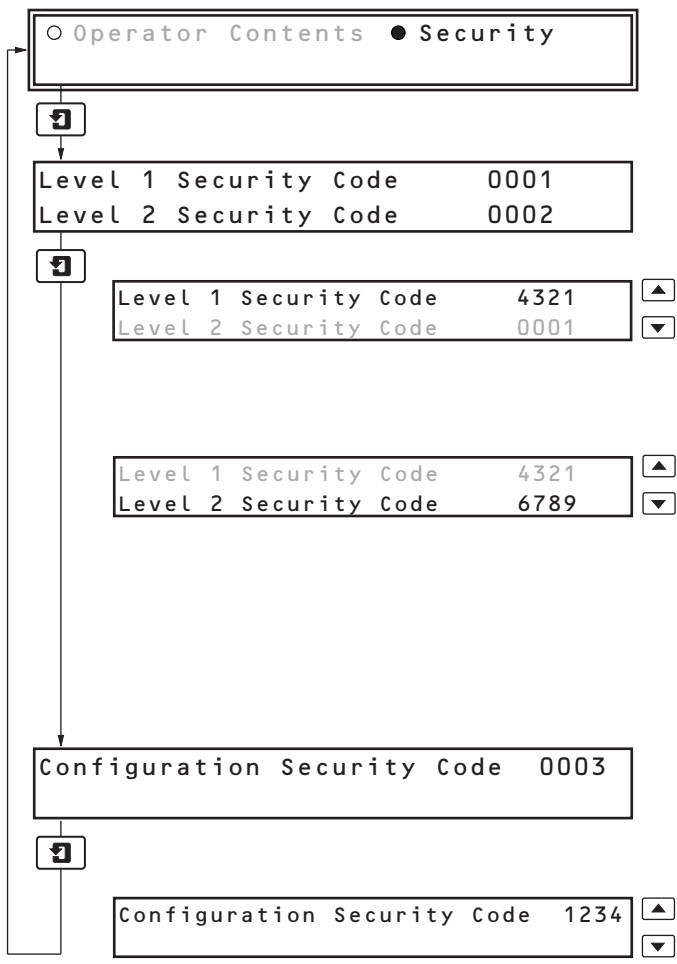 Operator Contents Security
Level 1 Security Code 0001
Level 2 Security Code 0002
Level 1 Security Code 4321
Level 2 Security Code 0001
Level 1 Security Code 4321
Level 2 Security Code 6789
Configuration Security Code 0003
Configuration Security Code 1234